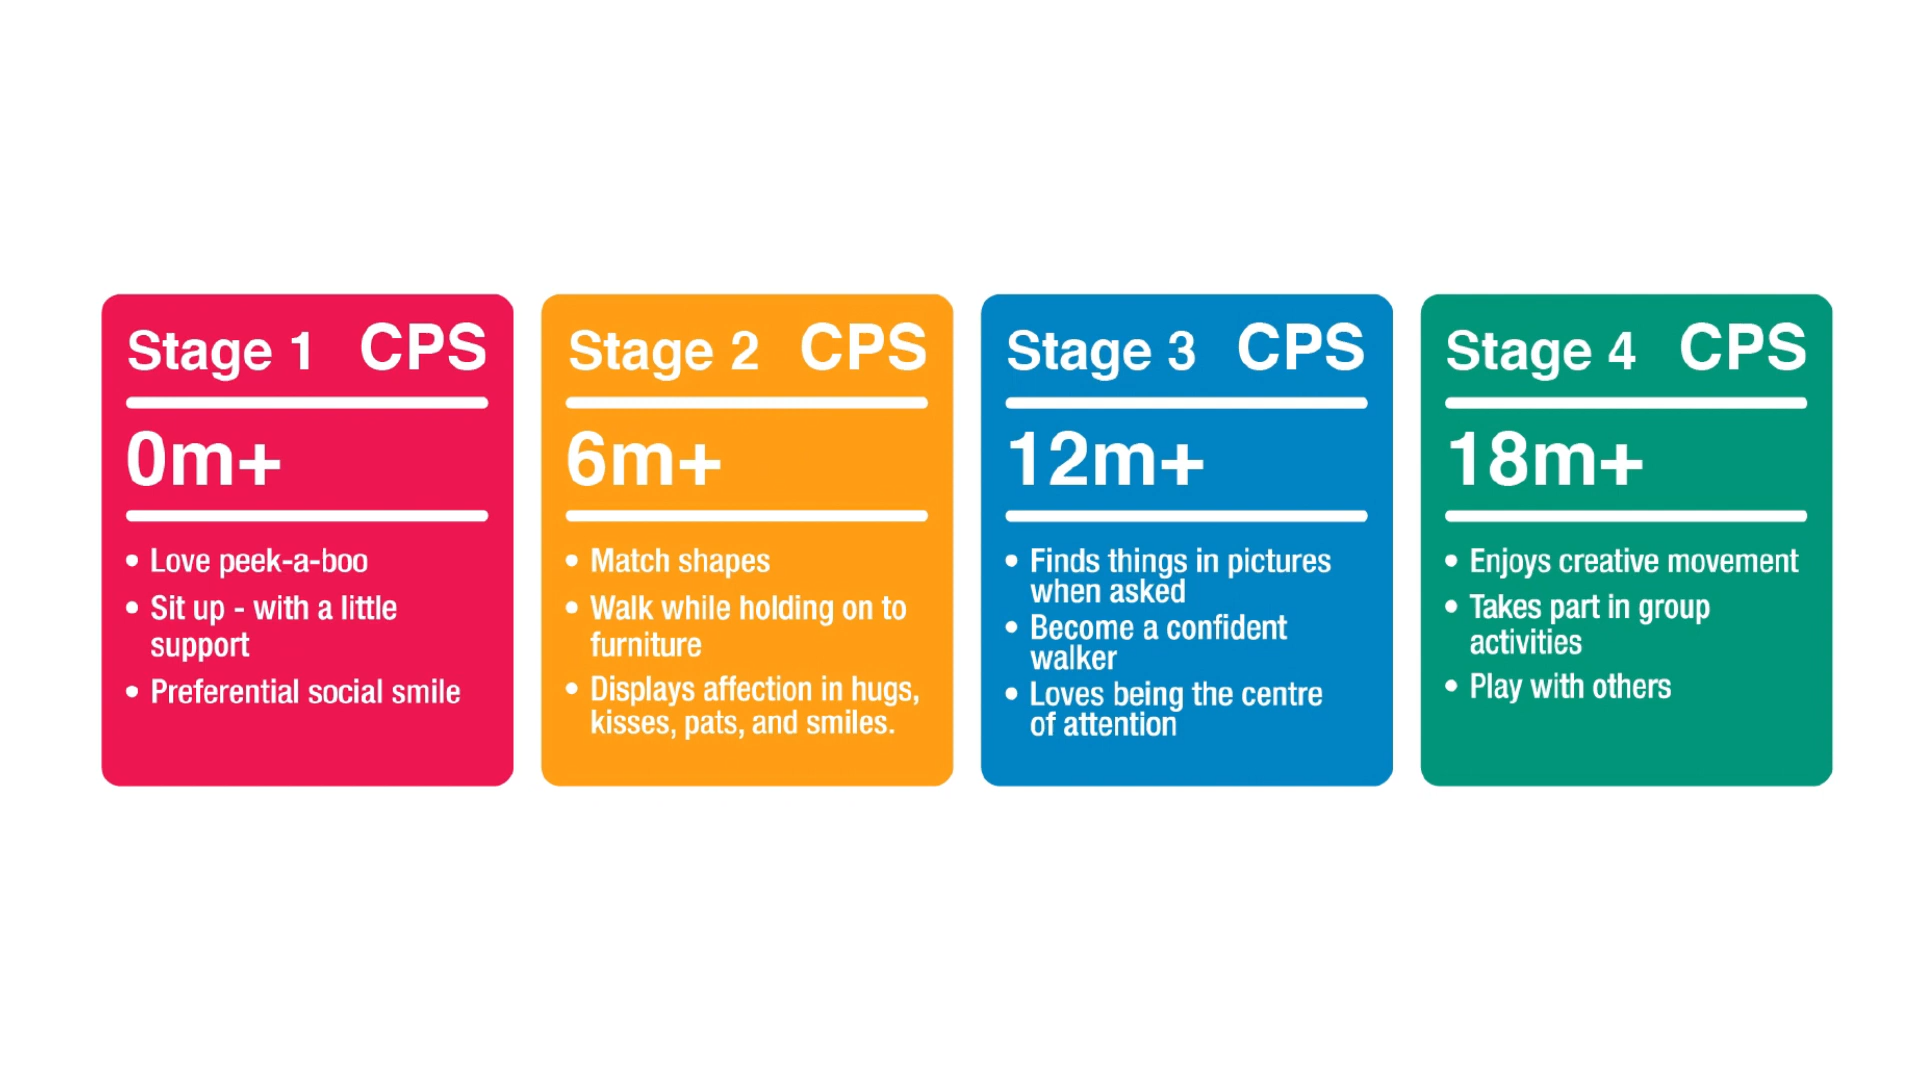 Stage 1 CPS
0m+
• Love peek-a-boo
• Sit up - with a little
support
• Preferential social smile
Stage 2 CPS
6m+
• Match shapes
• Walk while holding on to
furniture
• Displays affection in hugs,
kisses, pats, and smiles.
Stage 3 CPS
12m+
• Finds things in pictures
when asked
• Become a confident
walker
• Loves being the centre
of attention
Stage 4 CPS
18m+
• Enjoys creative movement
• Takes part in group
activities
• Play with others